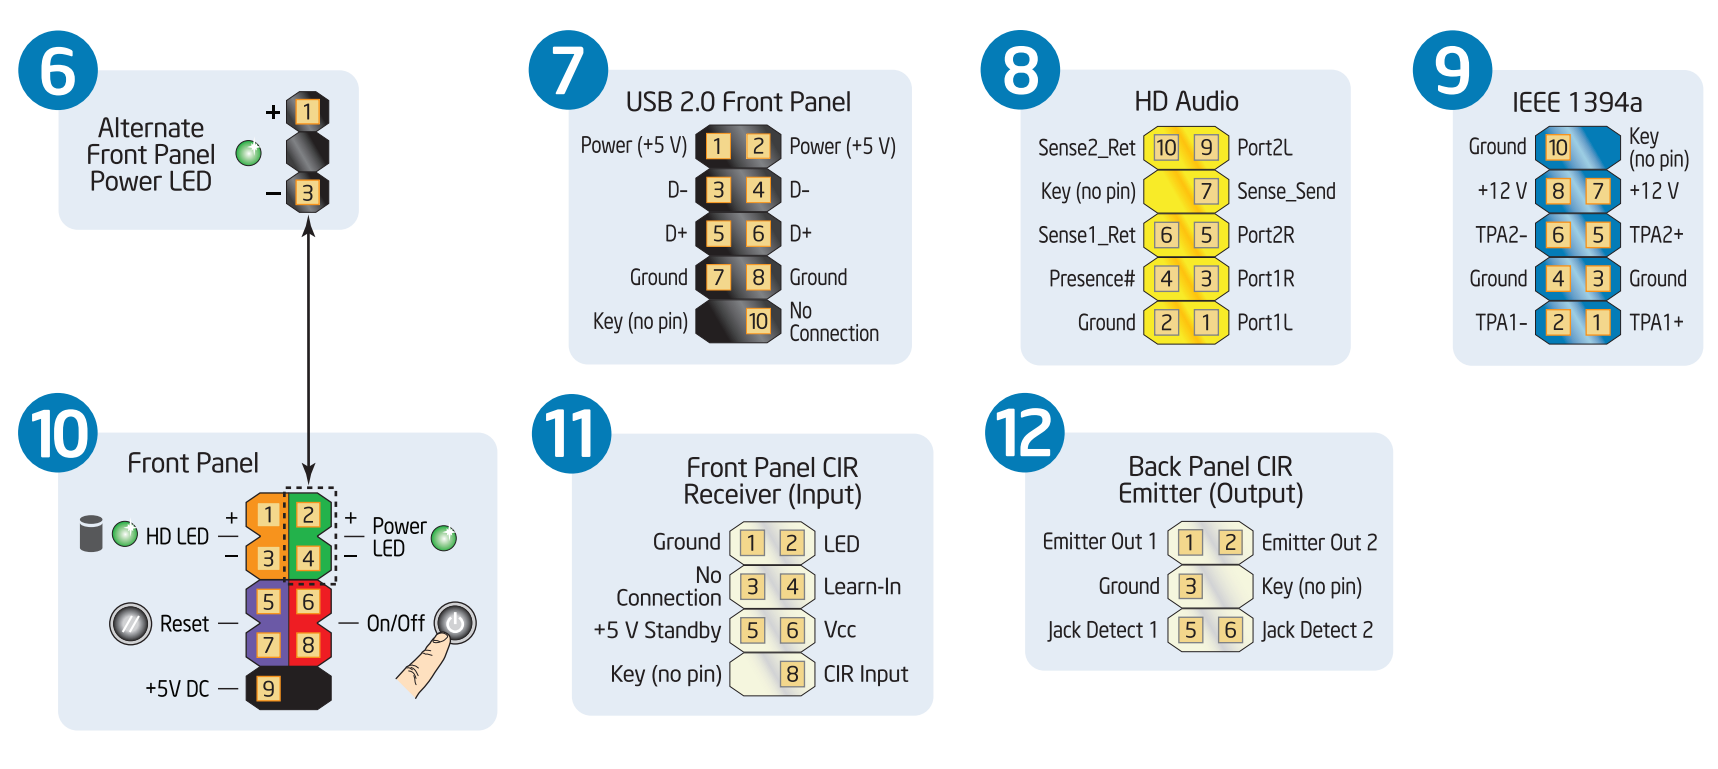 6
Alternate
Front Panel
Power LED
+ 1
− 3
7
USB 2.0 Front Panel
Power (+5 V) 1 2 Power (+5 V)
D− 3 4 D−
D+ 5 6 D+
Ground 7 8 Ground
Key (no pin) 10 No
Connection
8
HD Audio
Sense2_Ret 10 9 Port2L
Key (no pin) 7 Sense_Send
Sense1_Ret 6 5 Port2R
Presence# 4 3 Port1R
Ground 2 1 Port1L
9
IEEE 1394a
Ground 10 Key
(no pin)
+12 V 8 7 +12 V
TPA2− 6 5 TPA2+
Ground 4 3 Ground
TPA1− 2 1 TPA1+
10
Front Panel
+ 1 2 +
HD LED Power
LED
− 3 4 −
5 6
Reset On/Off
7 8
+5V DC 9
11
Front Panel CIR
Receiver (Input)
Ground 1 2 LED
No
Connection 3 4 Learn-In
+5 V Standby 5 6 Vcc
Key (no pin) 8 CIR Input
12
Back Panel CIR
Emitter (Output)
Emitter Out 1 1 2 Emitter Out 2
Ground 3 Key (no pin)
Jack Detect 1 5 6 Jack Detect 2